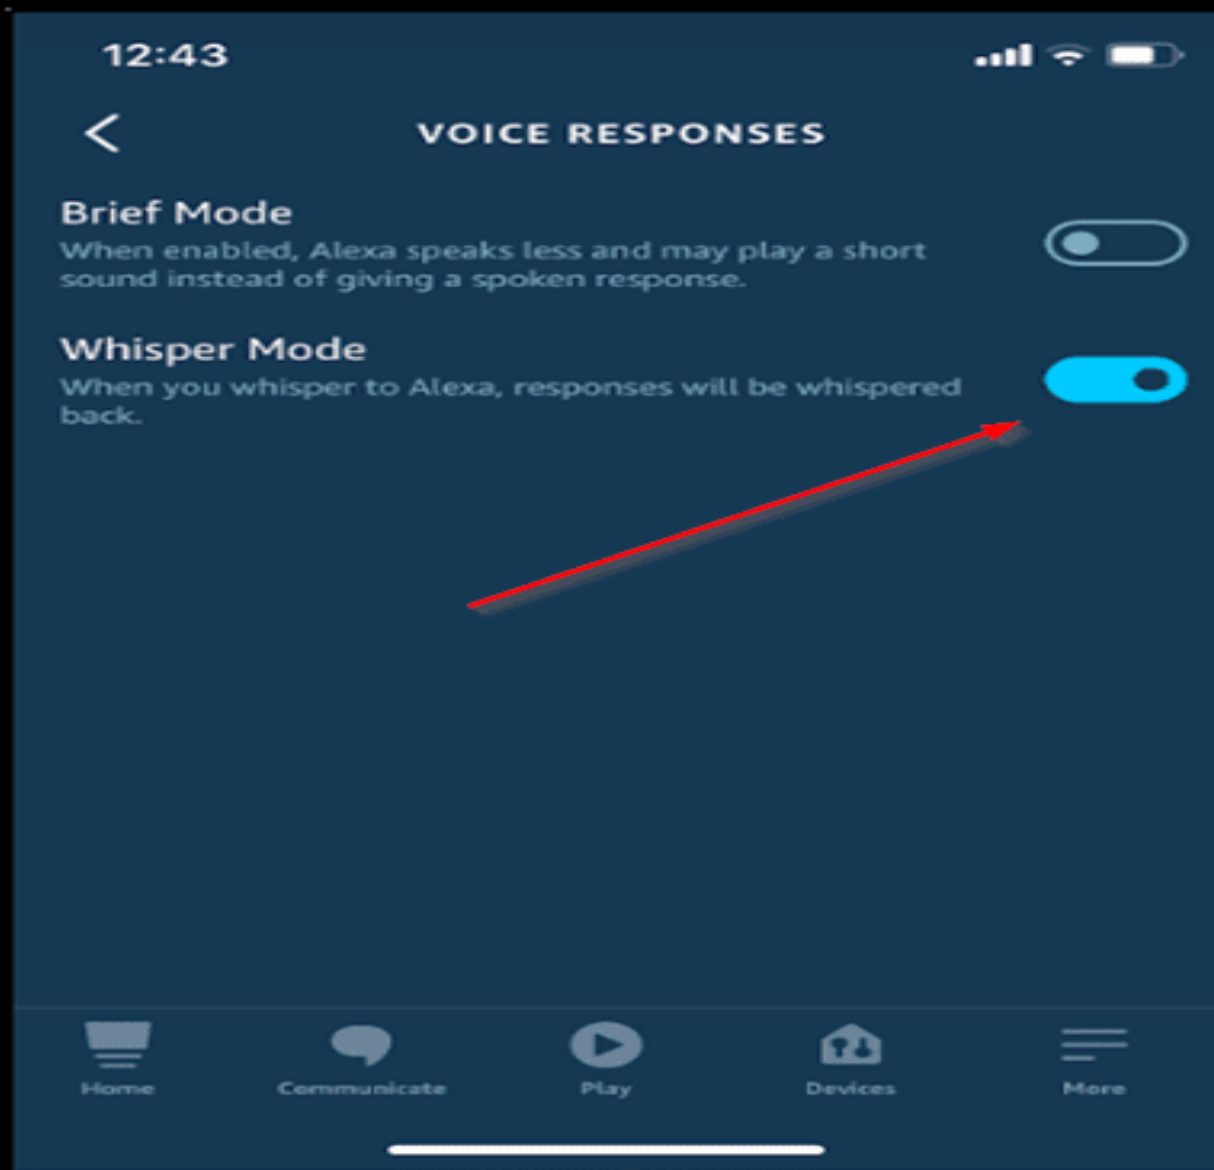 12:43
VOICE RESPONSES
Brief Mode
When enabled, Alexa speaks less and may play a short
sound instead of giving a spoken response.
Whisper Mode
When you whisper to Alexa, responses will be whispered
back.
Home Communicate Play Devices More